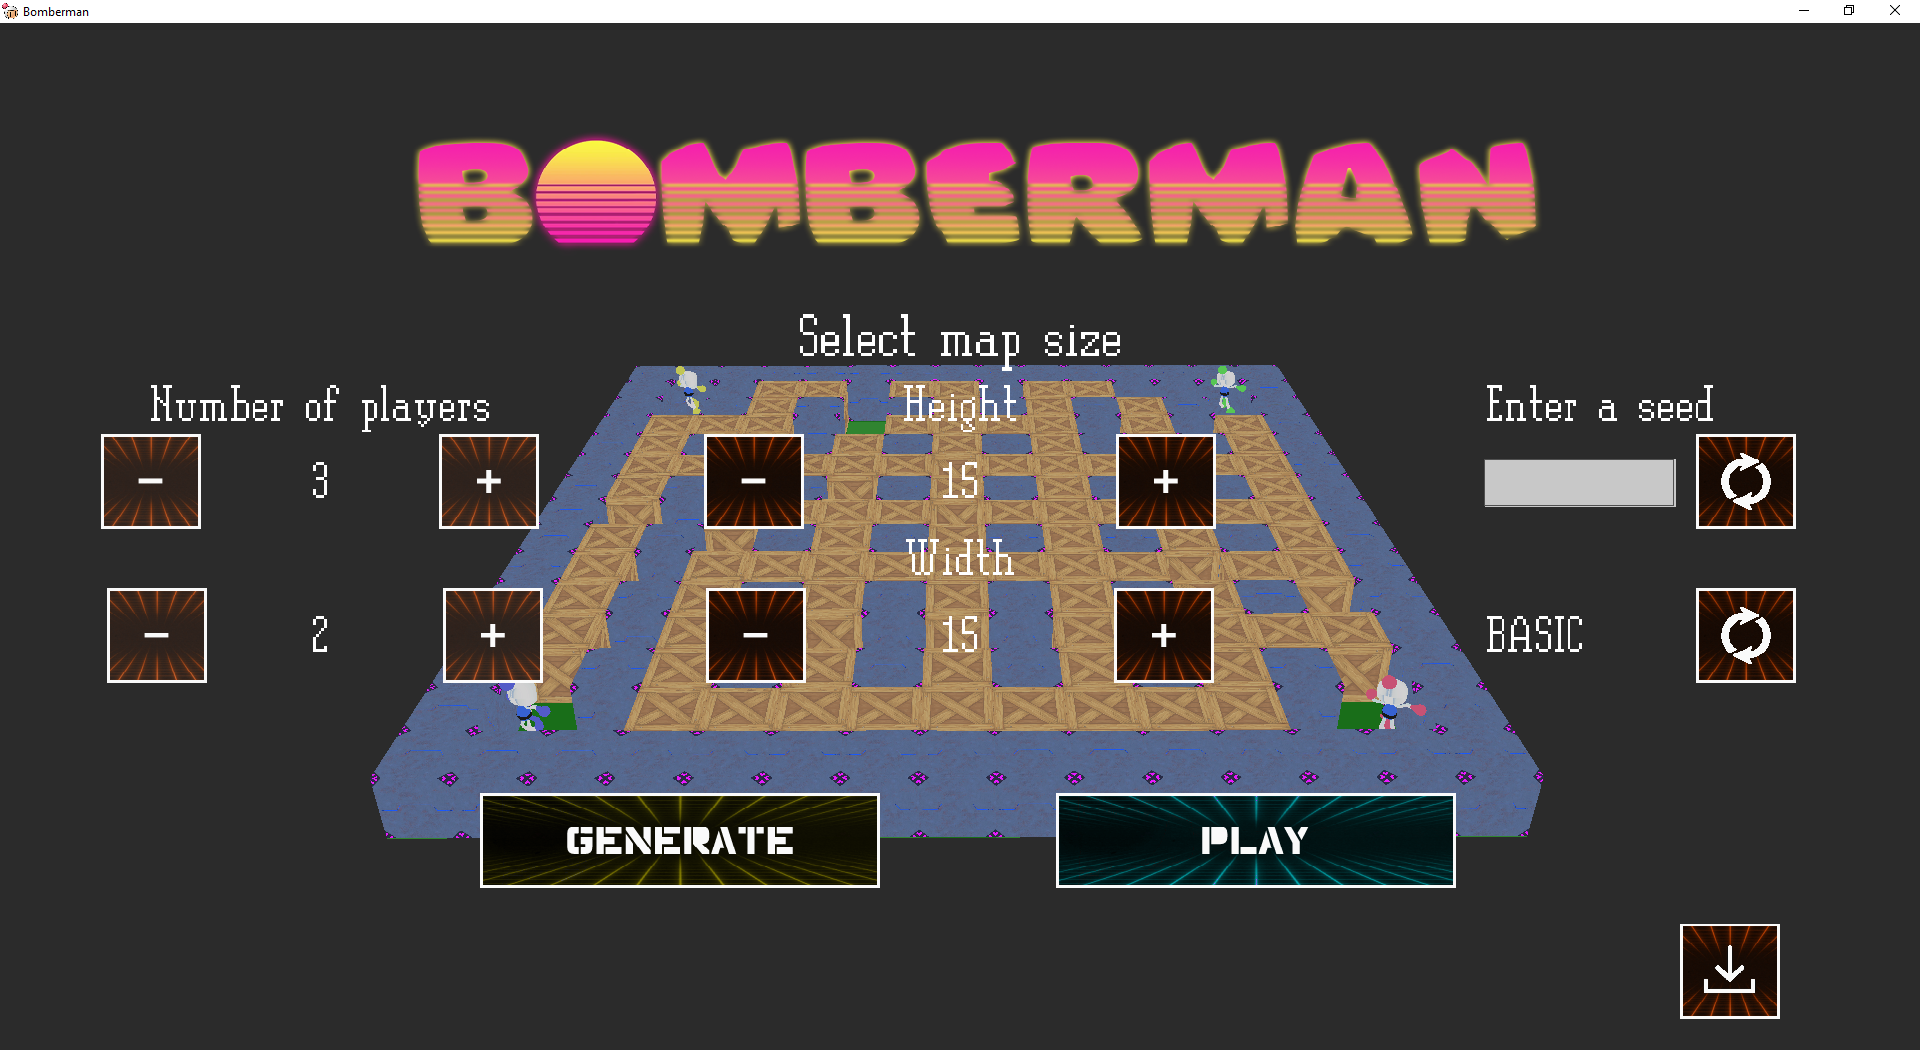 Bomberman
BOMBERMAN
Select map size
Number of players
Height
Enter a seed
- 3 +
- 15 +
Width
- 2 +
- 15 +
BASIC
GENERATE
PLAY